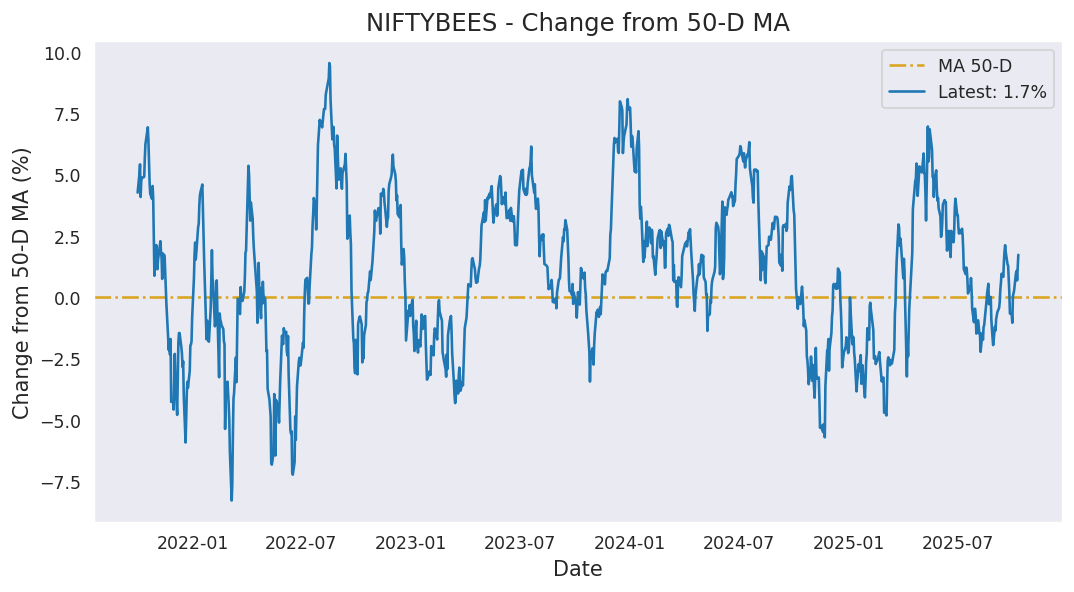 NIFTYBEES - Change from 50-D MA
10.0
7.5
5.0
2.5
0.0
−2.5
−5.0
−7.5
Change from 50-D MA (%)
MA 50-D
Latest: 1.7%
2022-01 2022-07 2023-01 2023-07 2024-01 2024-07 2025-01 2025-07
Date